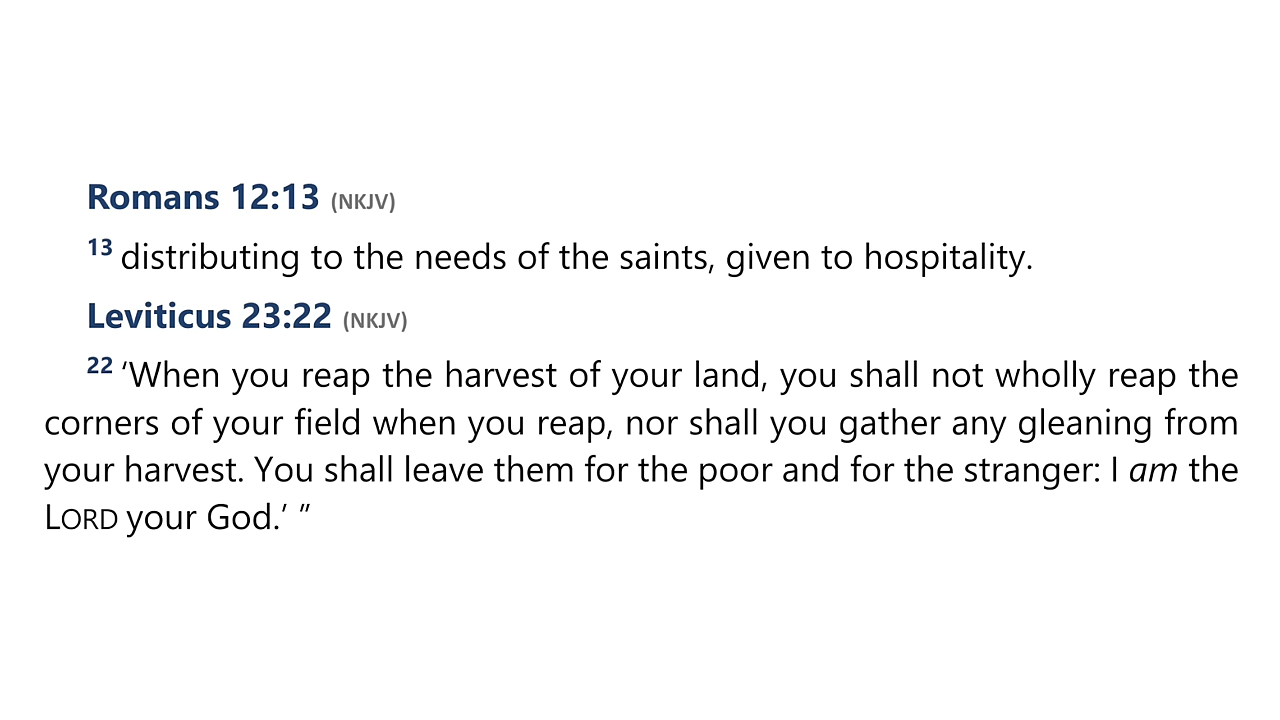 Romans 12:13 (NKJV)
13 distributing to the needs of the saints, given to hospitality.
Leviticus 23:22 (NKJV)
22 ‘When you reap the harvest of your land, you shall not wholly reap the
corners of your field when you reap, nor shall you gather any gleaning from
your harvest. You shall leave them for the poor and for the stranger: I am the
LORD your God.’ ”